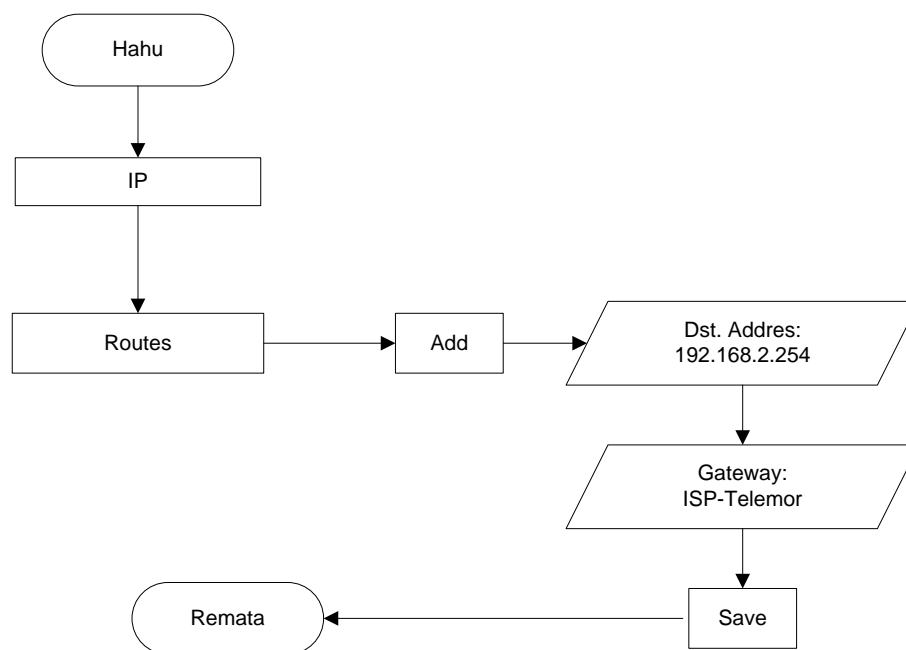 Hahu
IP
Routes
Add
Dst. Addres:
192.168.2.254
Gateway:
ISP-Telemor
Save
Remata